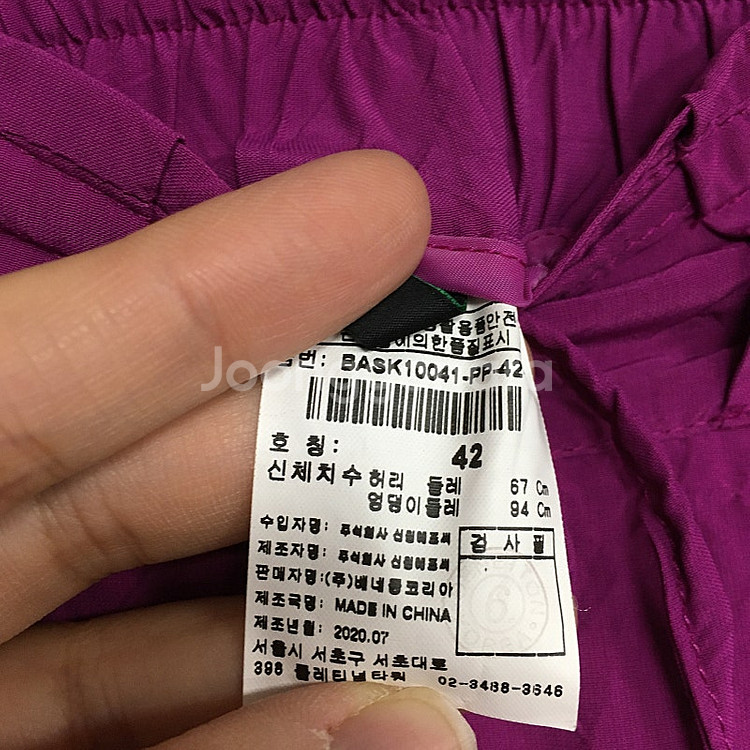 활용품안전
에의한품질표시
번: BASK10041-PP-42
호 칭: 42
신체치수 허리 둘레 67 Cm
엉덩이둘레 94 Cm
수입자명: 주식회사 신원에프씨
제조자명: 주식회사 신원에프씨
판매자명: (주)베네통코리아
제조국명: MADE IN CHINA
제조년월: 2020.07
검 사 필
서울시 서초구 서초대로
398 플래티넘타워 02-3488-3646